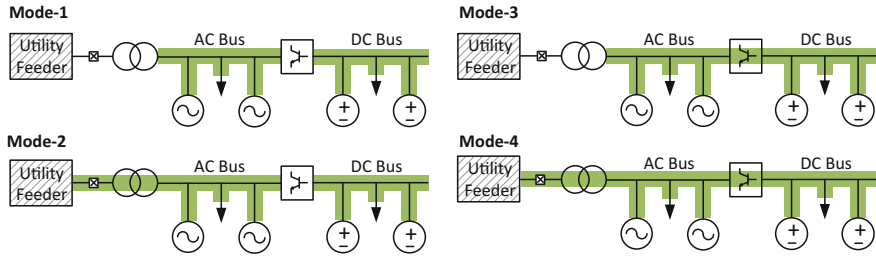 Mode-1
Utility
Feeder
AC Bus
DC Bus
Mode-2
Utility
Feeder
AC Bus
DC Bus
Mode-3
Utility
Feeder
AC Bus
DC Bus
Mode-4
Utility
Feeder
AC Bus
DC Bus